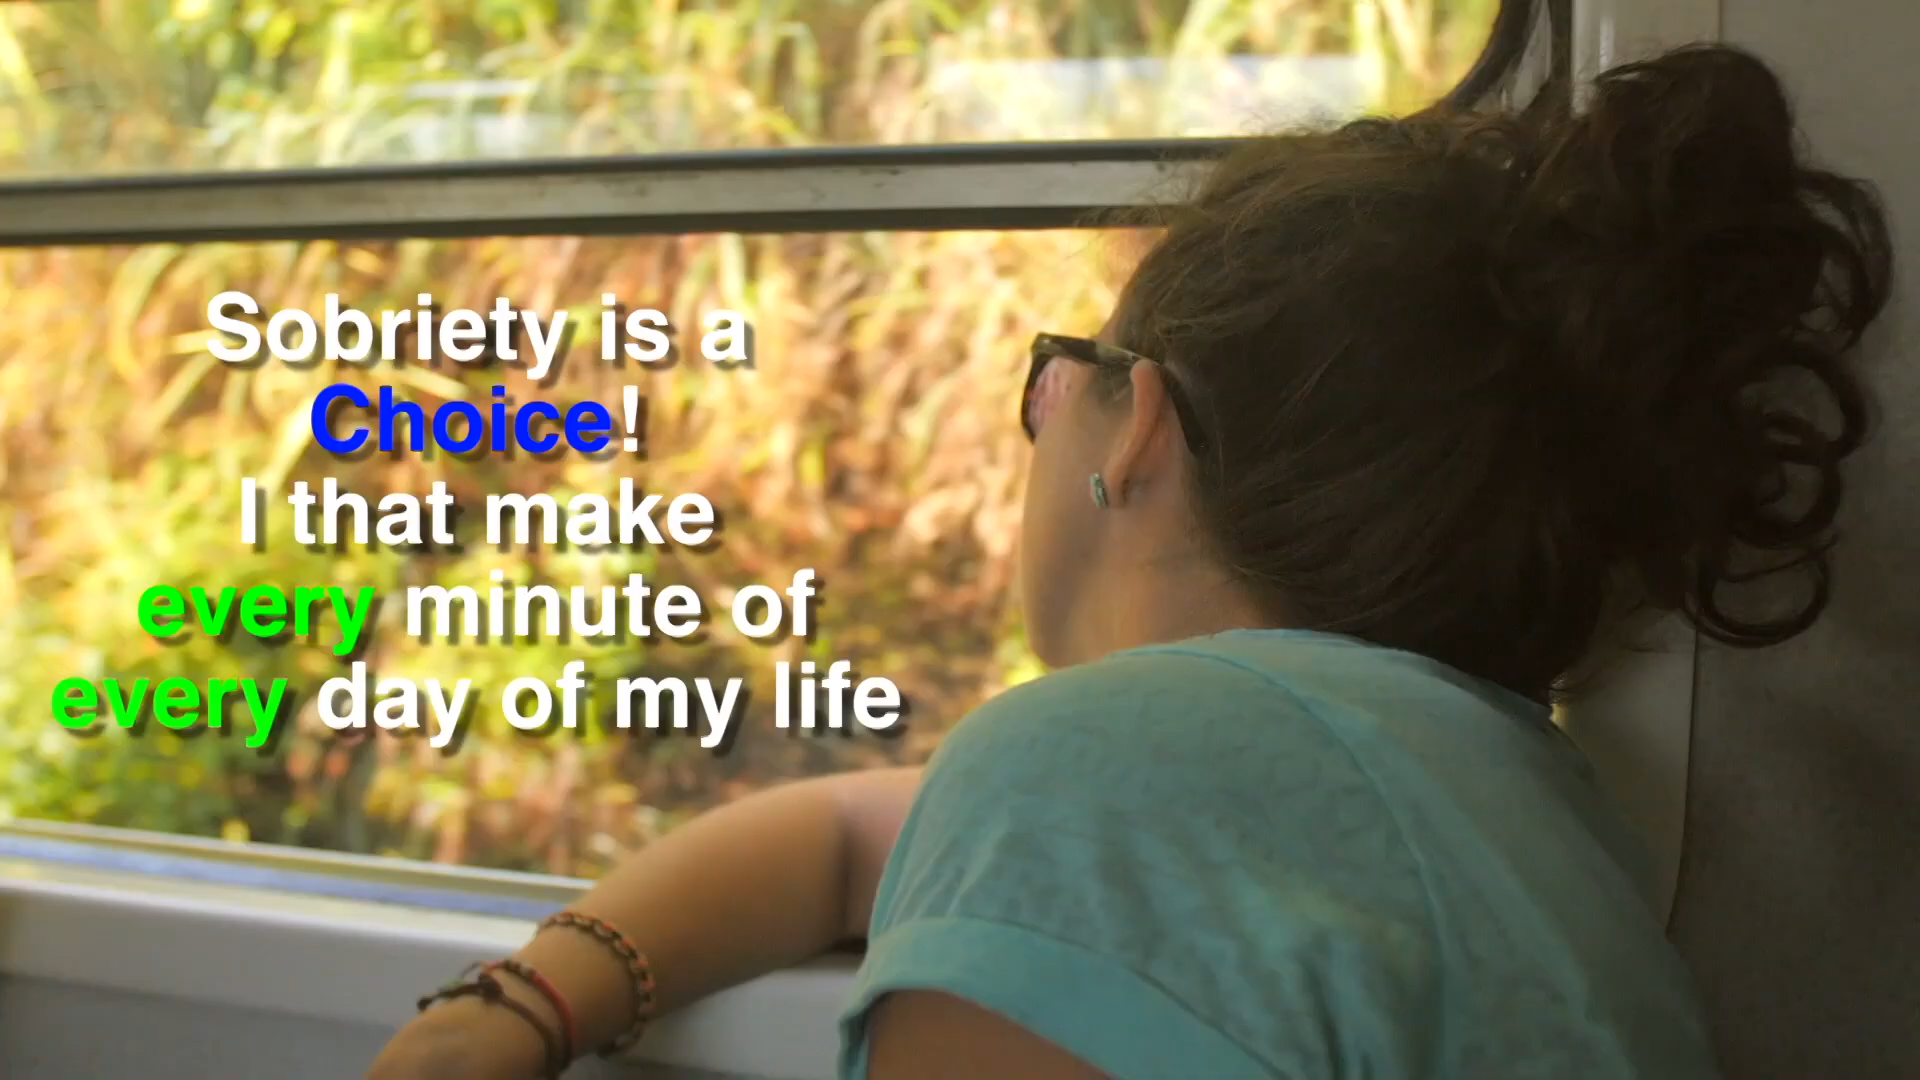 Sobriety is a
Choice!
I that make
every minute of
every day of my life